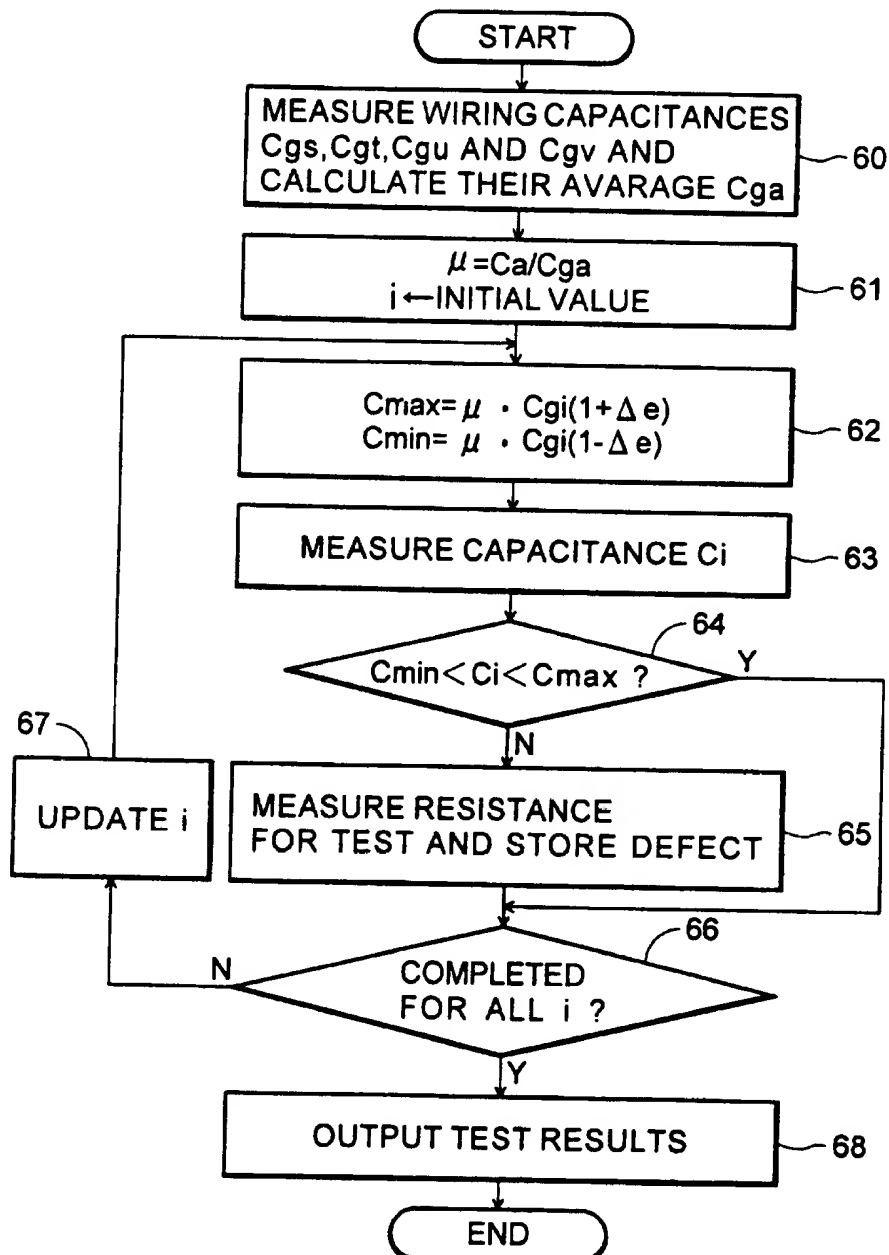 START
MEASURE WIRING CAPACITANCES
Cgs,Cgt,Cgu AND Cgv AND
CALCULATE THEIR AVARAGE Cga
60
μ=Ca/Cga
i←INITIAL VALUE
61
Cmax=μ · Cgi(1+Δe)
Cmin= μ · Cgi(1-Δe)
62
MEASURE CAPACITANCE Ci
63
64
Cmin<Ci<Cmax ?
Y
N
67
UPDATE i
MEASURE RESISTANCE
FOR TEST AND STORE DEFECT
65
66
N
COMPLETED
FOR ALL i ?
Y
OUTPUT TEST RESULTS
68
END